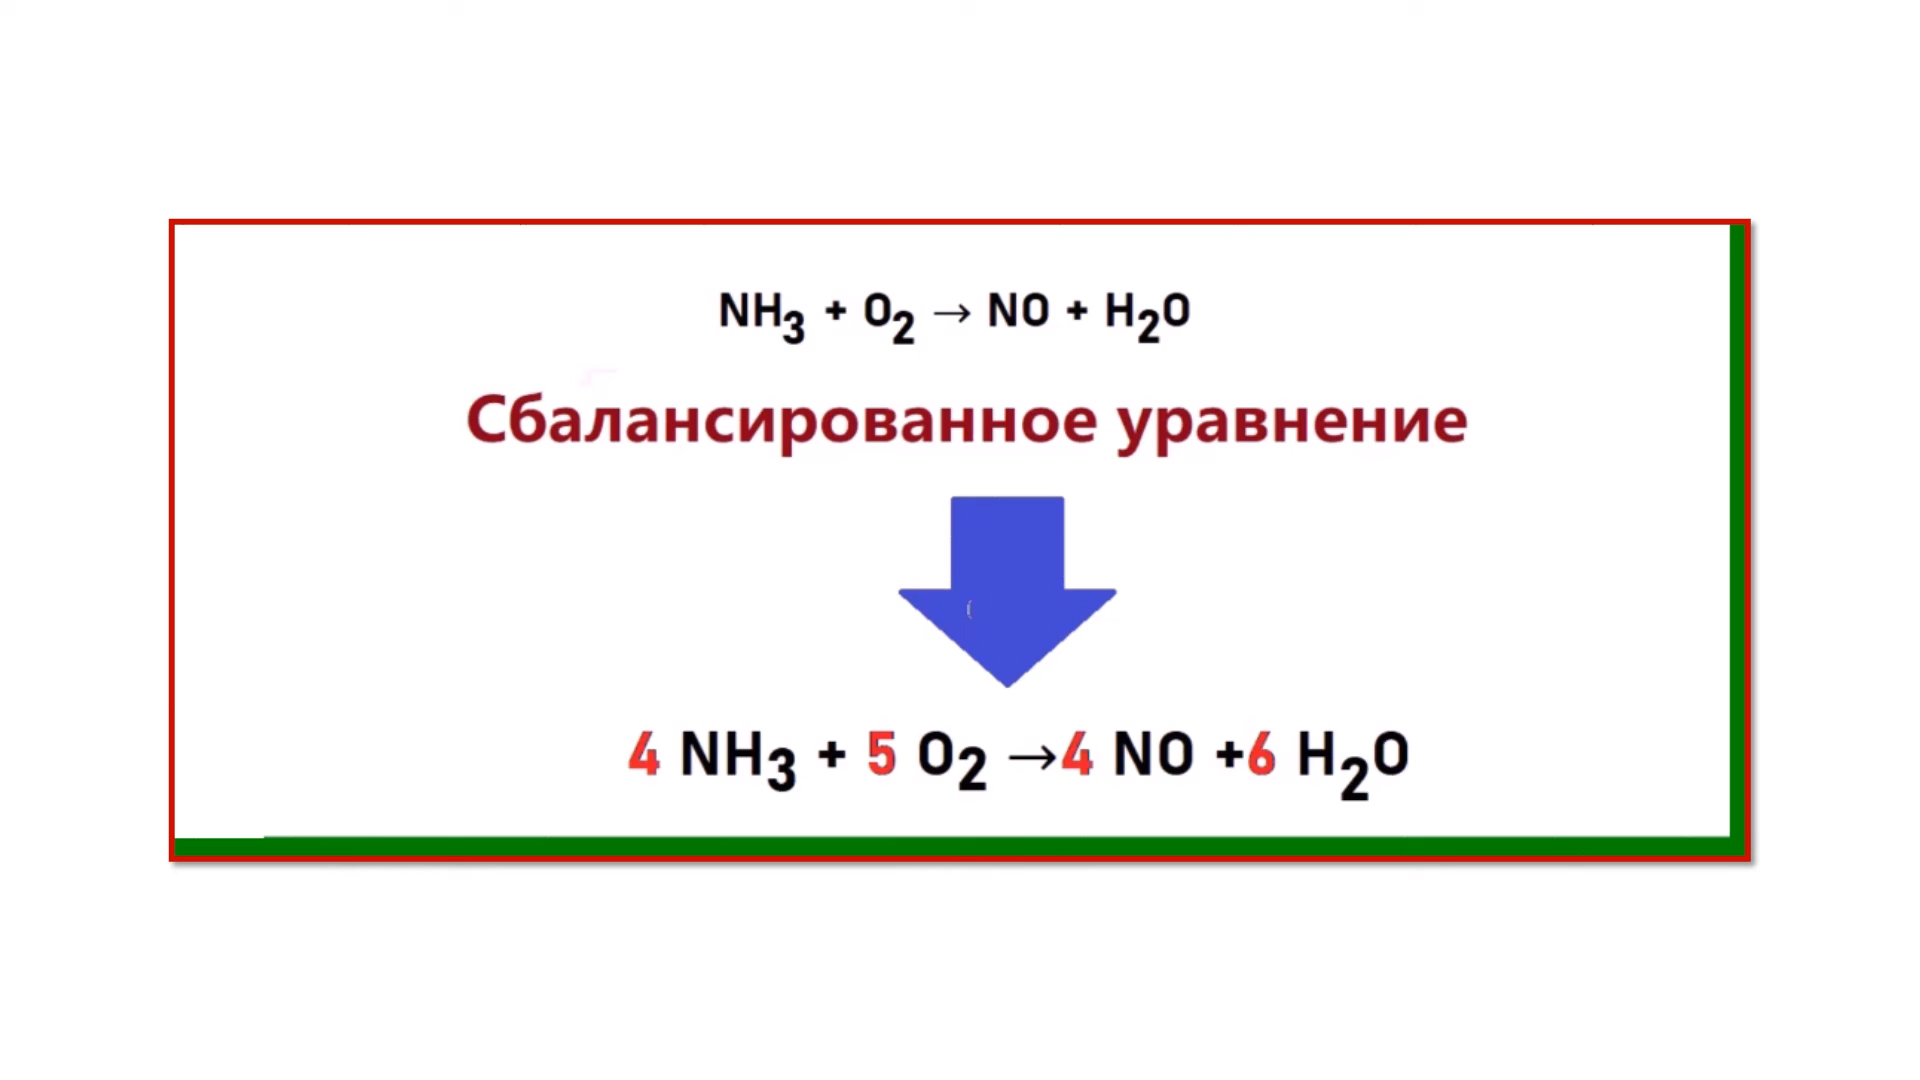 NH₃ + O₂ → NO + H₂O
Сбалансированное уравнение
4 NH₃ + 5 O₂ →4 NO +6 H₂O